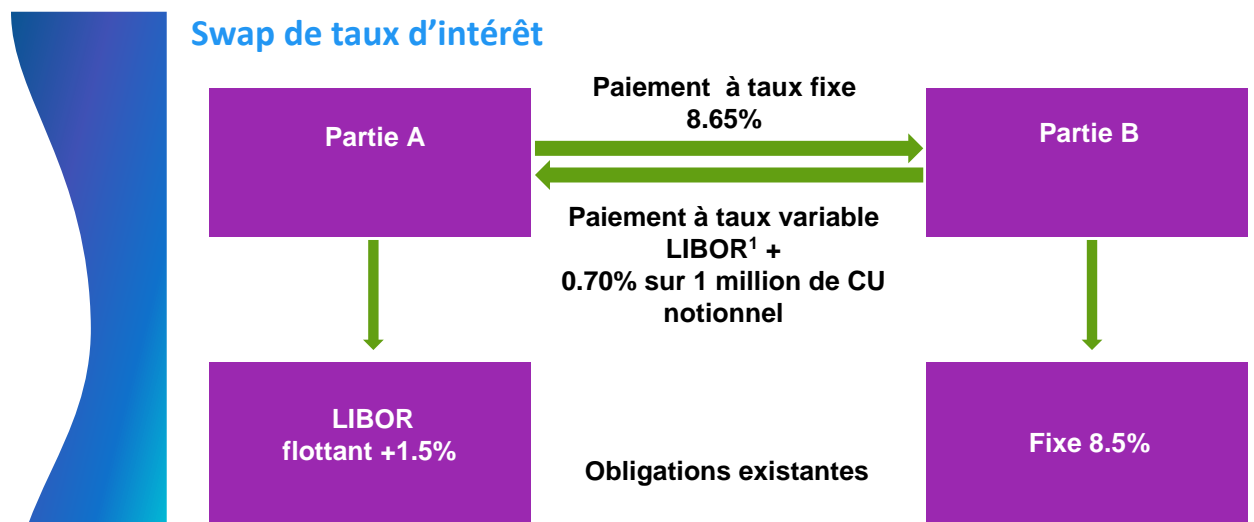 Swap de taux d’intérêt
Paiement à taux fixe
8.65%
Partie A
Partie B
Paiement à taux variable
LIBOR¹ +
0.70% sur 1 million de CU
notionnel
LIBOR
flottant +1.5%
Obligations existantes
Fixe 8.5%